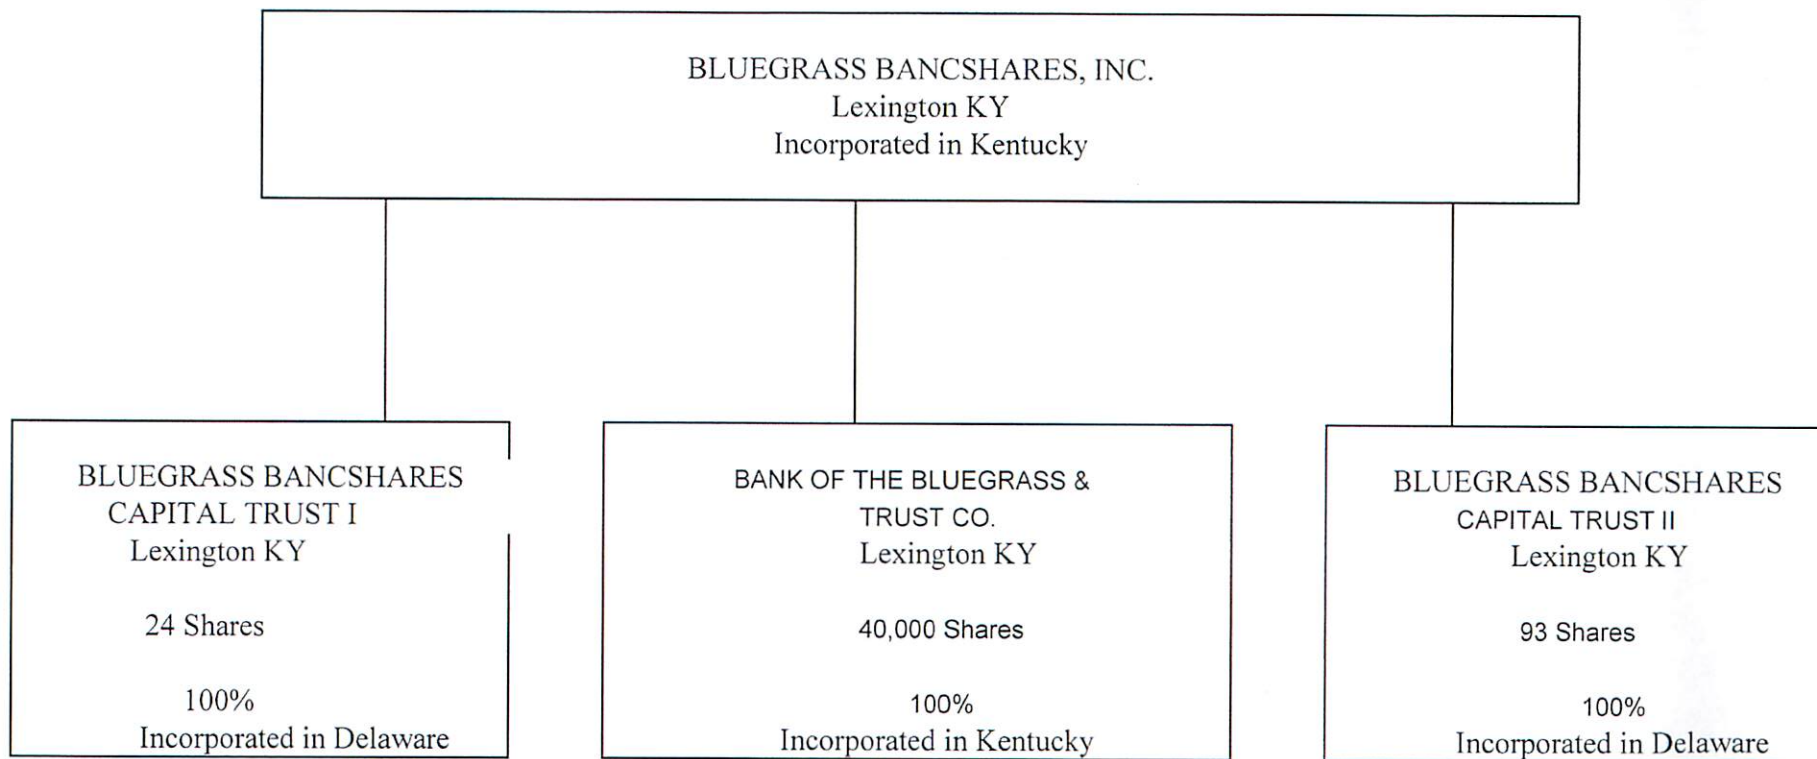 BLUEGRASS BANCSHARES, INC.
Lexington KY
Incorporated in Kentucky
BLUEGRASS BANCSHARES
CAPITAL TRUST I
Lexington KY
24 Shares
100%
Incorporated in Delaware
BANK OF THE BLUEGRASS &
TRUST CO.
Lexington KY
40,000 Shares
100%
Incorporated in Kentucky
BLUEGRASS BANCSHARES
CAPITAL TRUST II
Lexington KY
93 Shares
100%
Incorporated in Delaware